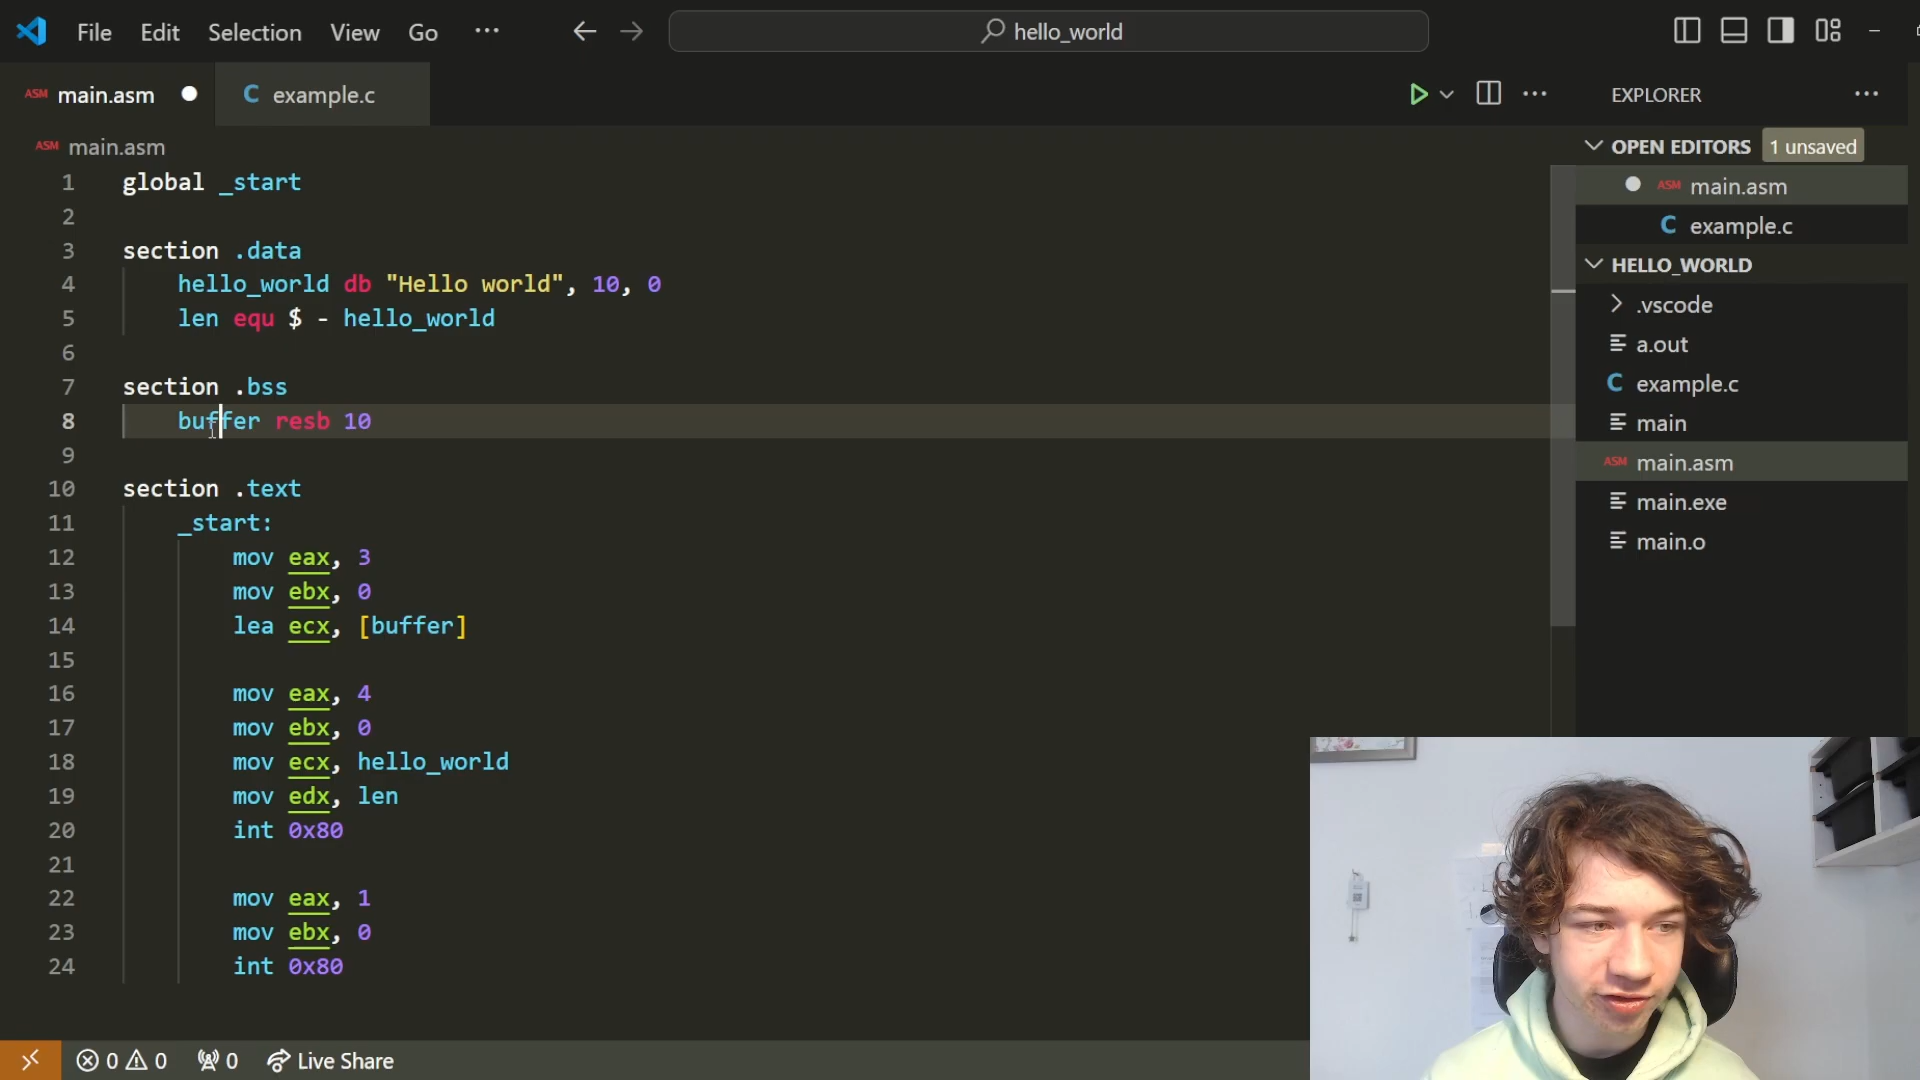 File Edit Selection View Go ··· hello_world
ASM main.asm C example.c
EXPLORER
ASM main.asm
OPEN EDITORS 1 unsaved
ASM main.asm
C example.c
HELLO_WORLD
.vscode
a.out
C example.c
main
ASM main.asm
main.exe
main.o
1 global _start
2
3 section .data
4 hello_world db "Hello world", 10, 0
5 len equ $ - hello_world
6
7 section .bss
8 buffer resb 10
9
10 section .text
11 _start:
12 mov eax, 3
13 mov ebx, 0
14 lea ecx, [buffer]
15
16 mov eax, 4
17 mov ebx, 0
18 mov ecx, hello_world
19 mov edx, len
20 int 0x80
21
22 mov eax, 1
23 mov ebx, 0
24 int 0x80
0 0 0 Live Share